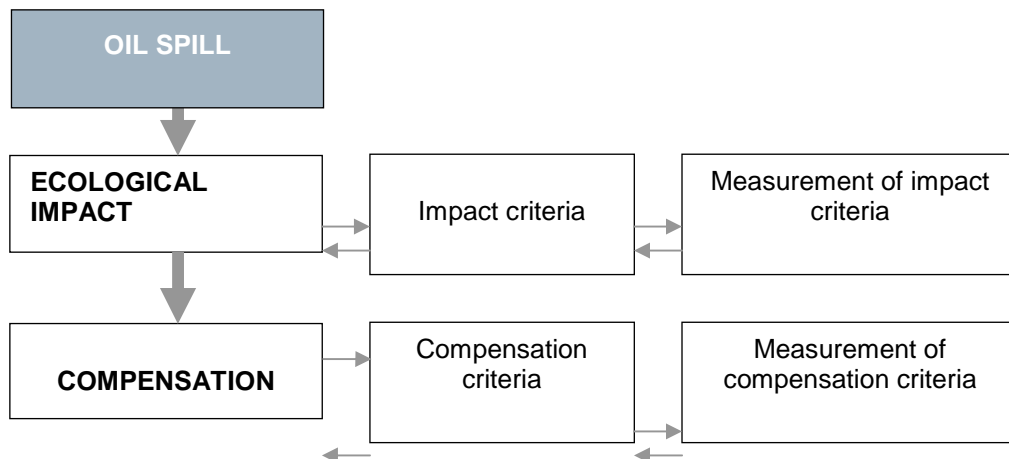 OIL SPILL
ECOLOGICAL
IMPACT
Impact criteria
Measurement of impact
criteria
COMPENSATION
Compensation
criteria
Measurement of
compensation criteria